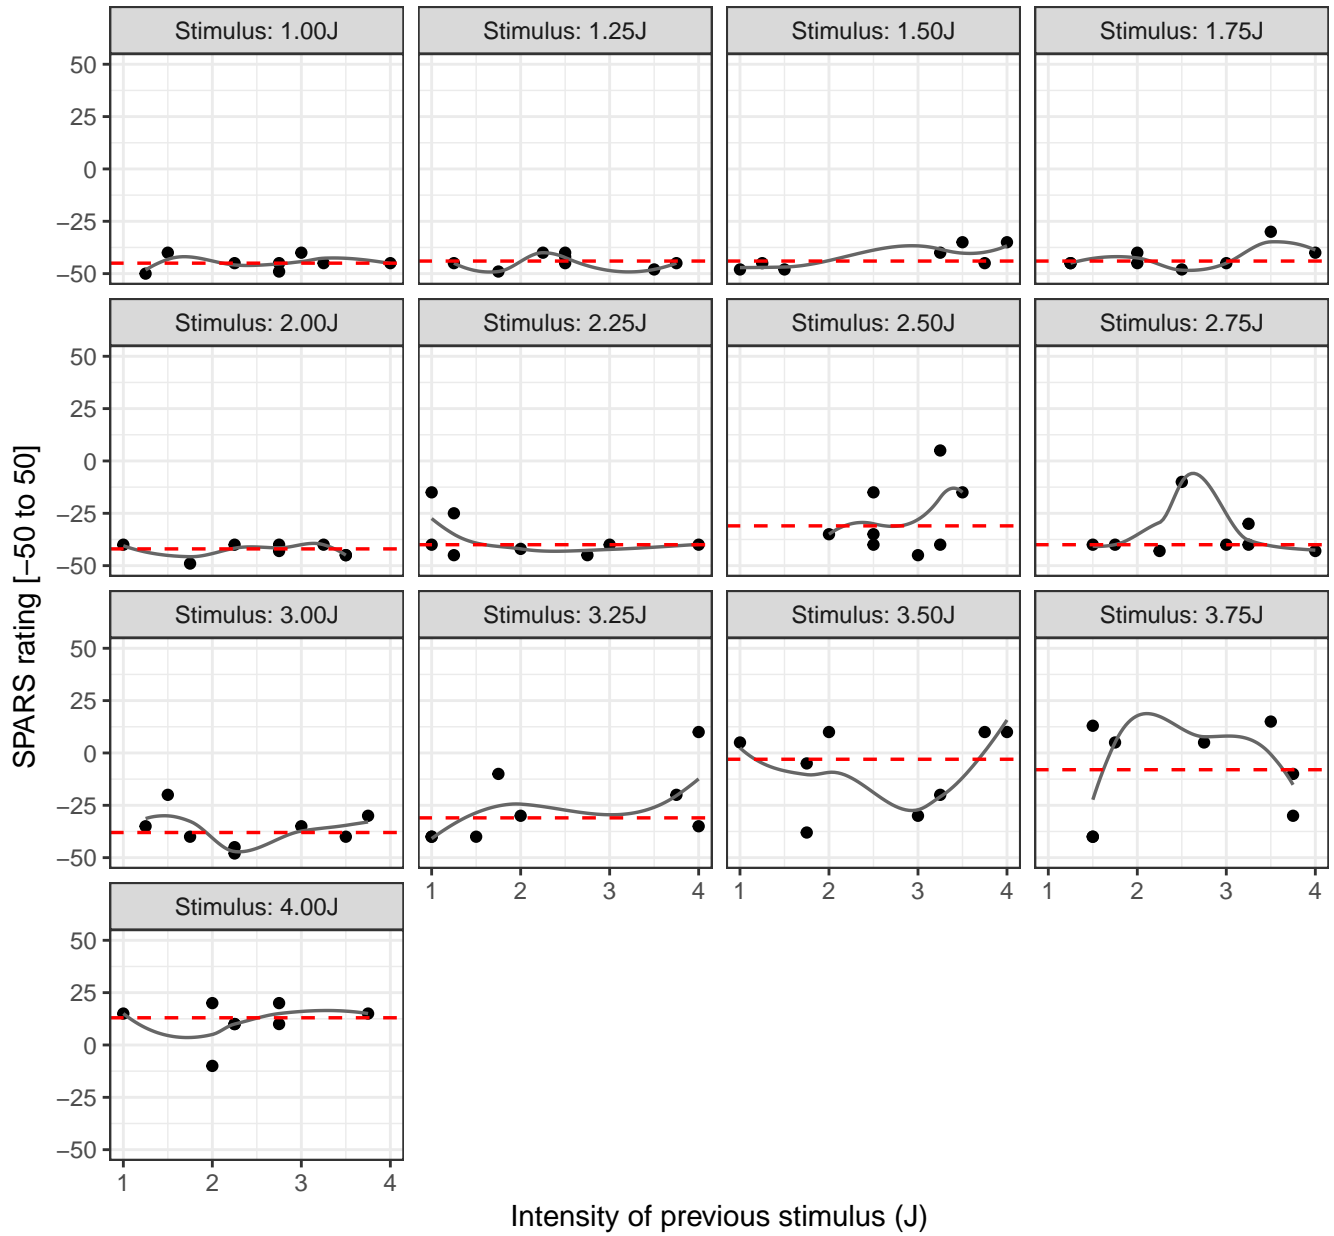 Stimulus: 1.00J
Stimulus: 1.25J
Stimulus: 1.50J
Stimulus: 1.75J
50
25
0
−25
−50
Stimulus: 2.00J
Stimulus: 2.25J
Stimulus: 2.50J
Stimulus: 2.75J
50
25
0
−25
−50
SPARS rating [−50 to 50]
Stimulus: 3.00J
Stimulus: 3.25J
Stimulus: 3.50J
Stimulus: 3.75J
50
25
0
−25
−50
1 2 3 4
1 2 3 4
1 2 3 4
Stimulus: 4.00J
50
25
0
−25
−50
1 2 3 4
Intensity of previous stimulus (J)